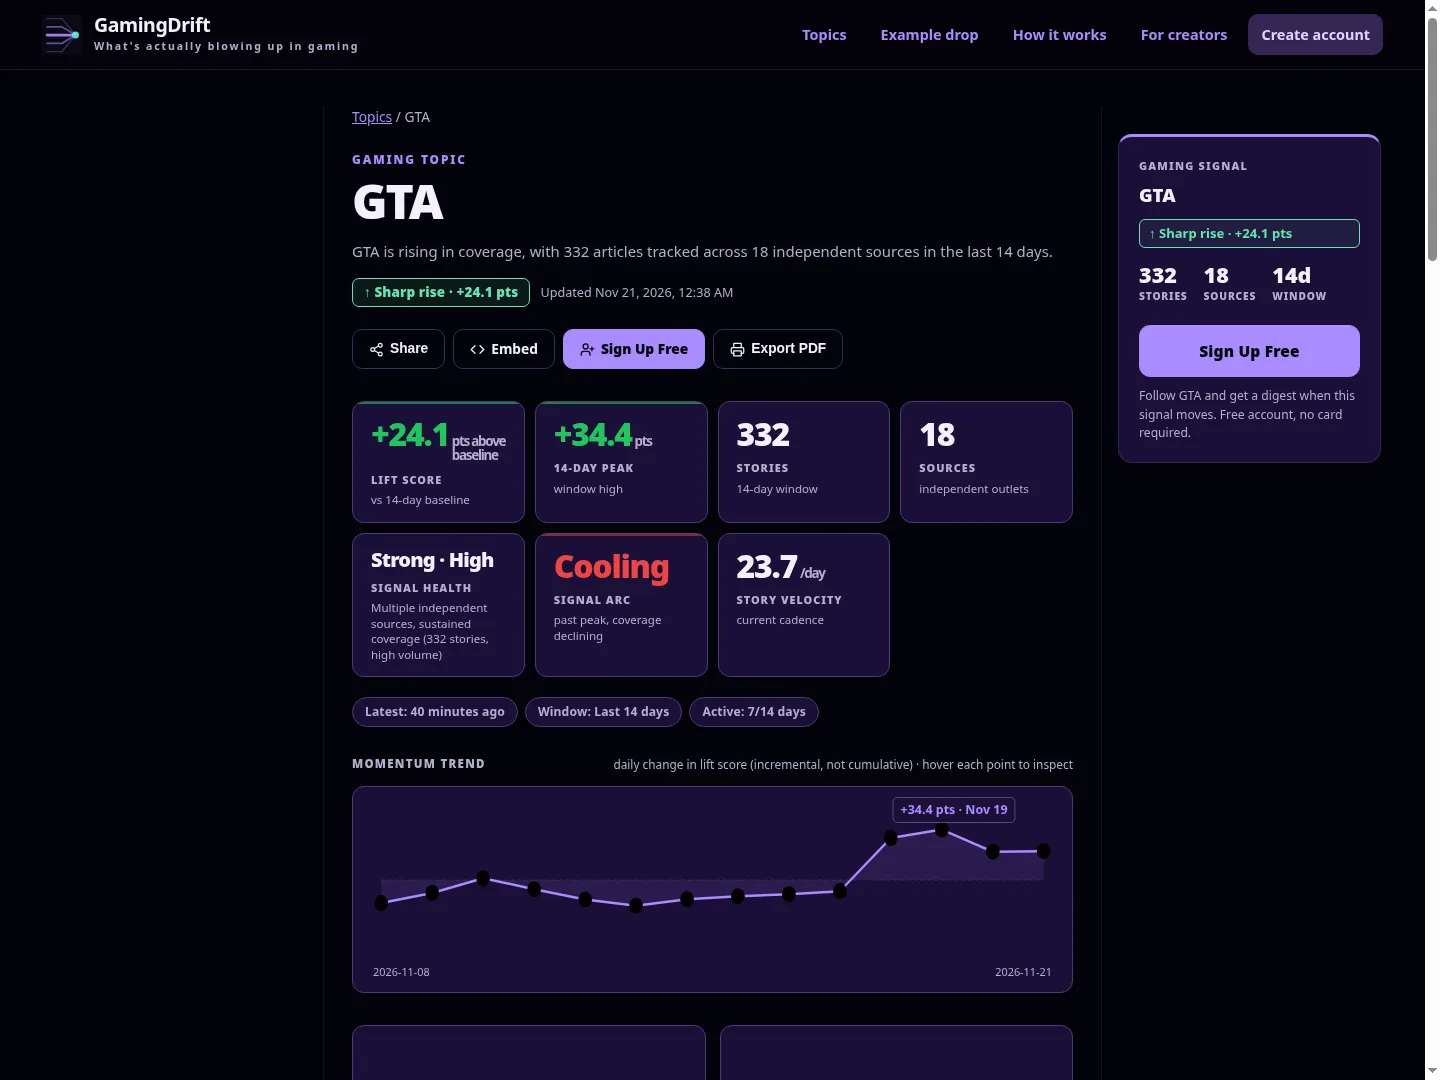 GamingDrift
What's actually blowing up in gaming
Topics
Example drop
How it works
For creators
Create account
Topics / GTA
GAMING TOPIC
GTA
GTA is rising in coverage, with 332 articles tracked across 18 independent sources in the last 14 days.
↑ Sharp rise · +24.1 pts
Updated Nov 21, 2026, 12:38 AM
Share
Embed
Sign Up Free
Export PDF
+24.1 pts above baseline
LIFT SCORE
vs 14-day baseline
+34.4 pts
14-DAY PEAK
window high
332
STORIES
14-day window
18
SOURCES
independent outlets
Strong · High
SIGNAL HEALTH
Multiple independent
sources, sustained
coverage (332 stories,
high volume)
Cooling
SIGNAL ARC
past peak, coverage
declining
23.7 /day
STORY VELOCITY
current cadence
Latest: 40 minutes ago
Window: Last 14 days
Active: 7/14 days
MOMENTUM TREND
daily change in lift score (incremental, not cumulative) · hover each point to inspect
+34.4 pts · Nov 19
2026-11-08
2026-11-21
GAMING SIGNAL
GTA
↑ Sharp rise · +24.1 pts
332
STORIES
18
SOURCES
14d
WINDOW
Sign Up Free
Follow GTA and get a digest when this
signal moves. Free account, no card
required.